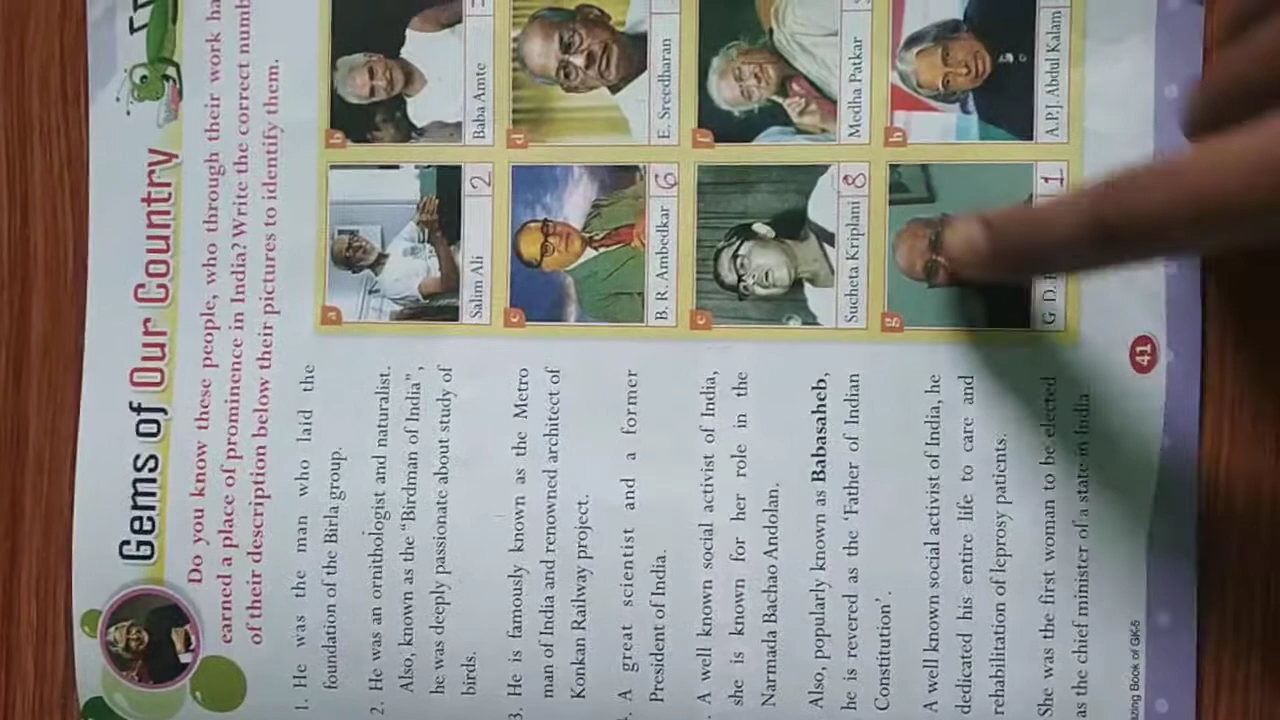 Gems of Our Country
Do you know these people, who through their work
earned a place of prominence in India? Write the correct
of their description below their pictures to identify them.
1. He was the man who laid the
foundation of the Birla group.
2. He was an ornithologist and naturalist.
Also, known as the “Birdman of India”,
he was deeply passionate about study of
birds.
3. He is famously known as the Metro
man of India and renowned architect of
Konkan Railway project.
. A great scientist and a former
President of India.
. A well known social activist of India,
she is known for her role in the
Narmada Bachao Andolan.
Also, popularly known as Babasaheb,
he is revered as the ‘Father of Indian
Constitution’.
A well known social activist of India, he
dedicated his entire life to care and
rehabilitation of leprosy patients.
She was the first woman to be elected
as the chief minister of a state in India
a
Salim Ali 2
b
Baba Amte
c
B. R. Ambedkar 6
d
E. Sreedharan
e
Sucheta Kriplani 8
f
Medha Patkar
g
G D. 1
h
A.P.J. Abdul Kalam
Book of GK-5
41